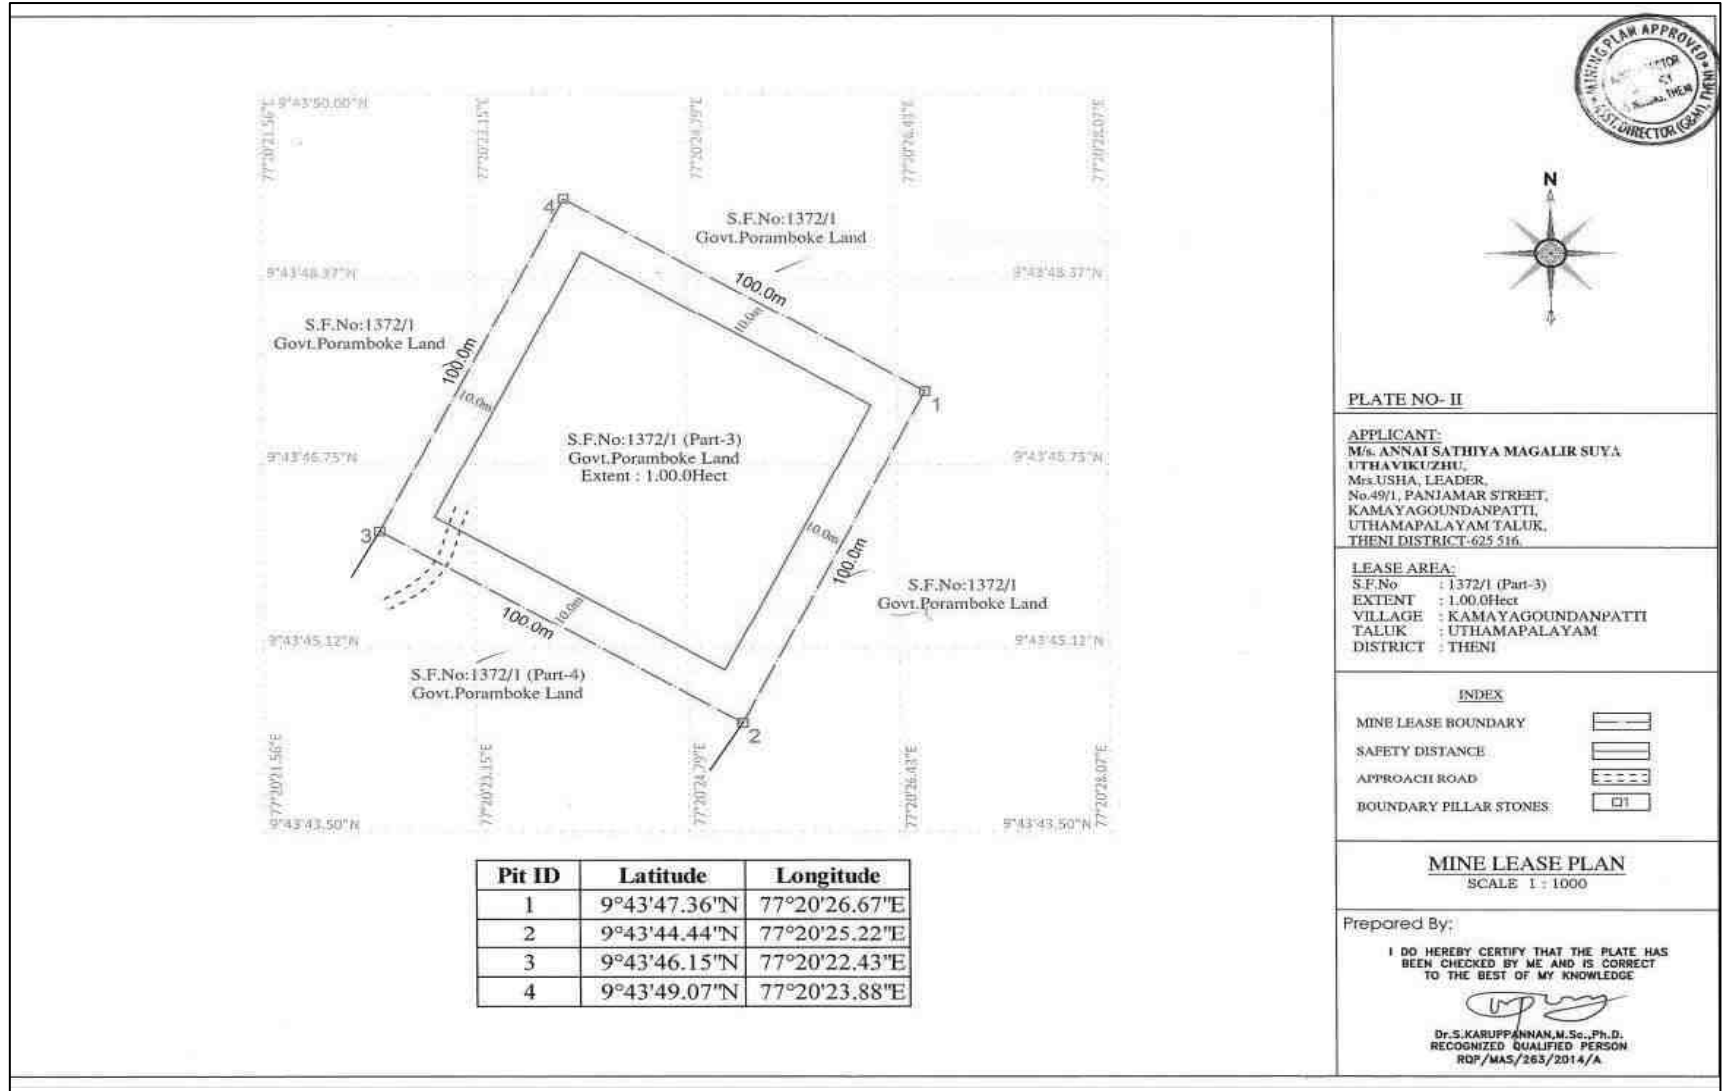 9°43'50.00"N
77°20'21.56"E
77°20'23.15"E
77°20'24.79"E
77°20'26.43"E
77°20'28.07"E
4
S.F.No:1372/1
Govt.Poramboke Land
9°43'48.37"N
9°43'48.37"N
100.0m
10.0m
S.F.No:1372/1
Govt.Poramboke Land
100.0m
10.0m
1
S.F.No:1372/1 (Part-3)
Govt.Poramboke Land
Extent : 1.00.0Hect
9°43'46.75"N
9°43'46.75"N
3
10.0m
100.0m
S.F.No:1372/1
Govt.Poramboke Land
10.0m
100.0m
9°43'45.12"N
9°43'45.12"N
S.F.No:1372/1 (Part-4)
Govt.Poramboke Land
2
77°20'21.56"E
77°20'23.15"E
77°20'24.79"E
77°20'26.43"E
77°20'28.07"E
9°43'43.50"N
9°43'43.50"N
Pit ID Latitude Longitude
1 9°43'47.36"N 77°20'26.67"E
2 9°43'44.44"N 77°20'25.22"E
3 9°43'46.15"N 77°20'22.43"E
4 9°43'49.07"N 77°20'23.88"E
MINING PLAN APPROVED
ASST. DIRECTOR (G&M), THENI
N
PLATE NO- II
APPLICANT:
M/s. ANNAI SATHIYA MAGALIR SUYA
UTHAVIKUZHU,
Mrs.USHA, LEADER,
No.49/1, PANJAMAR STREET,
KAMAYAGOUNDANPATTI,
UTHAMAPALAYAM TALUK,
THENI DISTRICT-625 516.
LEASE AREA:
S.F.No : 1372/1 (Part-3)
EXTENT : 1.00.0Hect
VILLAGE : KAMAYAGOUNDANPATTI
TALUK : UTHAMAPALAYAM
DISTRICT : THENI
INDEX
MINE LEASE BOUNDARY
SAFETY DISTANCE
APPROACH ROAD
BOUNDARY PILLAR STONES 1
MINE LEASE PLAN
SCALE 1 : 1000
Prepared By:
I DO HEREBY CERTIFY THAT THE PLATE HAS
BEEN CHECKED BY ME AND IS CORRECT
TO THE BEST OF MY KNOWLEDGE
Dr.S.KARUPPANNAN,M.Sc.,Ph.D.
RECOGNIZED QUALIFIED PERSON
RQP/MAS/263/2014/A